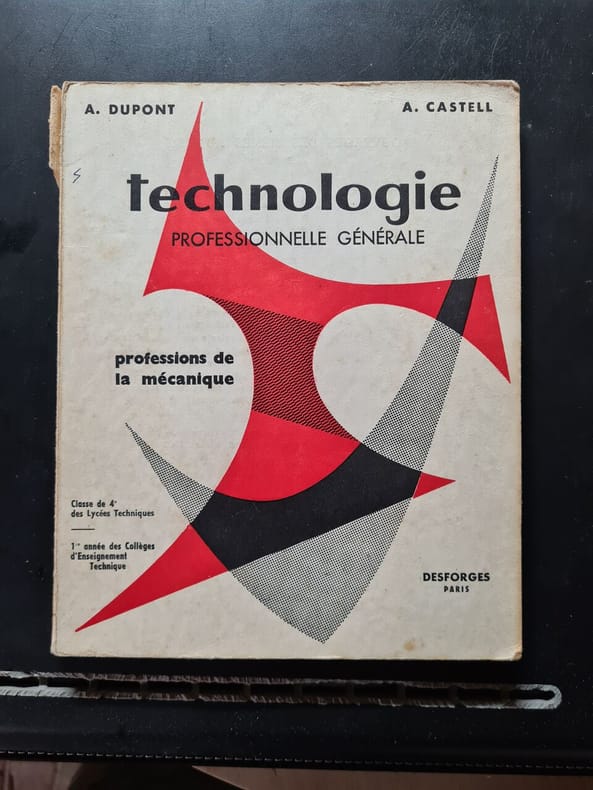 A. DUPONT
A. CASTELL
technologie
PROFESSIONNELLE GÉNÉRALE
professions de
la mécanique
Classe de 4e
des Lycées Techniques
1re année des Collèges
d'Enseignement
Technique
DESFORGES
PARIS